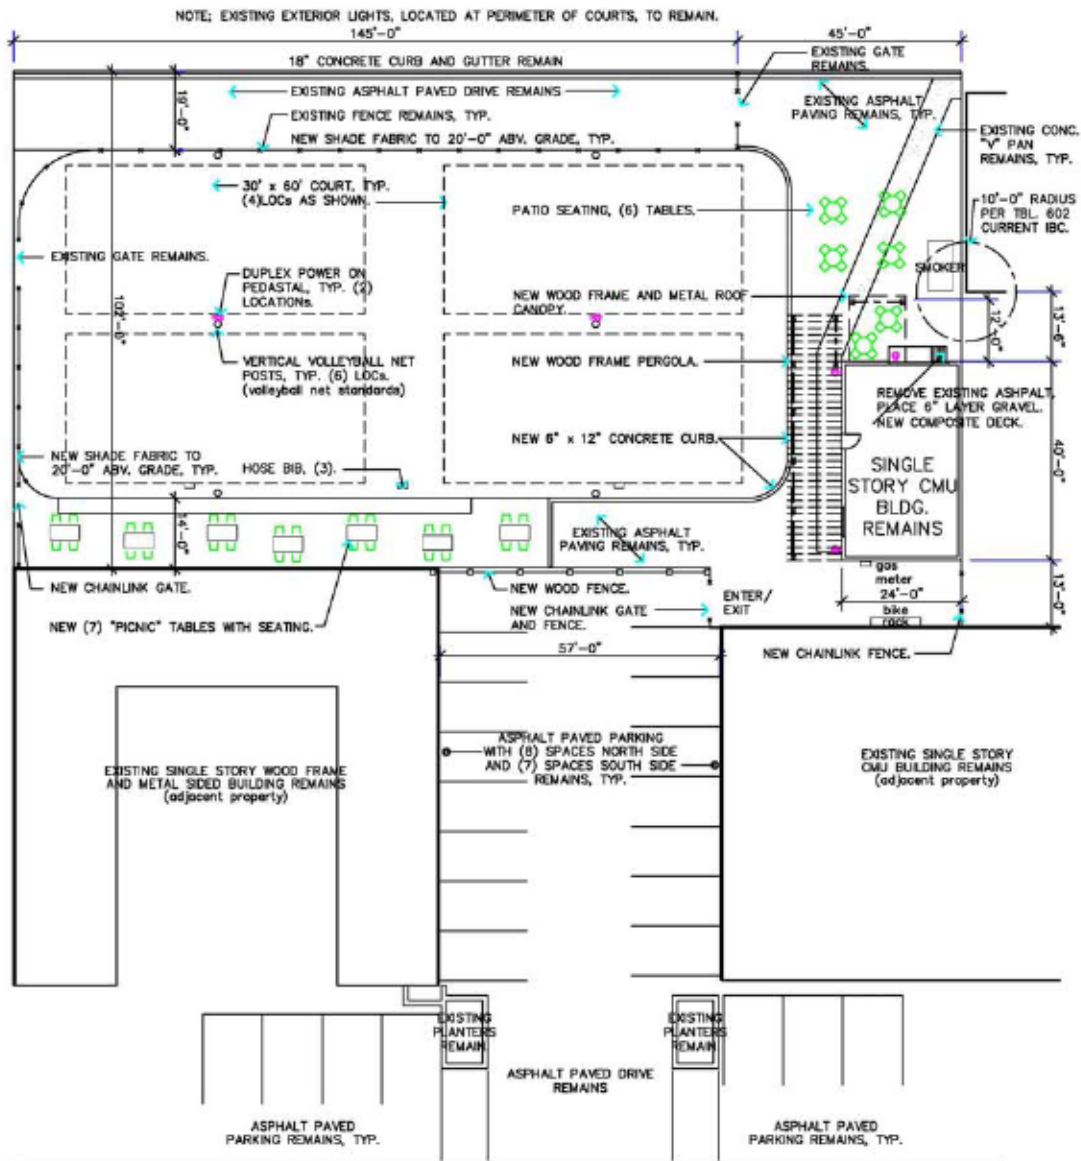 NOTE; EXISTING EXTERIOR LIGHTS, LOCATED AT PERIMETER OF COURTS, TO REMAIN.
145'-0"
45'-0"
18" CONCRETE CURB AND GUTTER REMAIN
EXISTING GATE
REMAINS.
EXISTING ASPHALT PAVED DRIVE REMAINS
EXISTING ASPHALT
PAVING REMAINS, TYP.
19'-0"
EXISTING FENCE REMAINS, TYP.
NEW SHADE FABRIC TO 20'-0" ABV. GRADE, TYP.
EXISTING CONC.
"V" PAN
REMAINS, TYP.
30' x 60' COURT, TYP.
(4)LOCs AS SHOWN.
PATIO SEATING, (6) TABLES.
10'-0" RADIUS
PER TBL. 602
CURRENT IBC.
EXISTING GATE REMAINS.
SMOKER
DUPLEX POWER ON
PEDASTAL, TYP. (2)
LOCATIONs.
102'-0"
NEW WOOD FRAME AND METAL ROOF
CANOPY.
12'-0"
13'-6"
VERTICAL VOLLEYBALL NET
POSTS, TYP. (6) LOCs.
(volleyball net standards)
NEW WOOD FRAME PERGOLA.
REMOVE EXISTING ASHPALT,
PLACE 6" LAYER GRAVEL.
NEW COMPOSITE DECK.
NEW 6" x 12" CONCRETE CURB.
NEW SHADE FABRIC TO
20'-0" ABV. GRADE, TYP.
HOSE BIB, (3).
SINGLE
STORY CMU
BLDG.
REMAINS
40'-0"
14'-0"
EXISTING ASPHALT
PAVING REMAINS, TYP.
gas
meter
24'-0"
bike
rack
13'-0"
NEW CHAINLINK GATE.
NEW WOOD FENCE.
NEW CHAINLINK GATE
AND FENCE.
ENTER/
EXIT
NEW (7) "PICNIC" TABLES WITH SEATING.
57'-0"
NEW CHAINLINK FENCE.
ASPHALT PAVED PARKING
WITH (8) SPACES NORTH SIDE
AND (7) SPACES SOUTH SIDE
REMAINS, TYP.
EXISTING SINGLE STORY WOOD FRAME
AND METAL SIDED BUILDING REMAINS
(adjacent property)
EXISTING SINGLE STORY
CMU BUILDING REMAINS
(adjacent property)
EXISTING
PLANTERS
REMAIN
EXISTING
PLANTERS
REMAIN
ASPHALT PAVED DRIVE
REMAINS
ASPHALT PAVED
PARKING REMAINS, TYP.
ASPHALT PAVED
PARKING REMAINS, TYP.